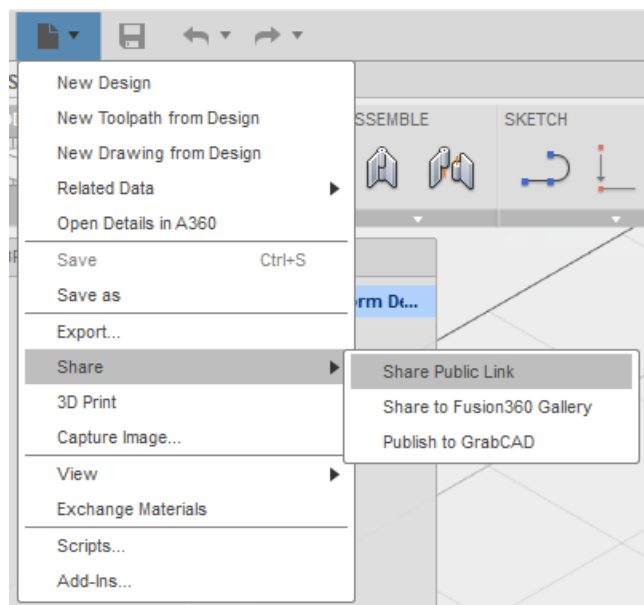 SSEMBLE
SKETCH
New Design
New Toolpath from Design
New Drawing from Design
Related Data
Open Details in A360
Save Ctrl+S
Save as
orm De...
Export...
Share
Share Public Link
3D Print
Share to Fusion360 Gallery
Capture Image...
Publish to GrabCAD
View
Exchange Materials
Scripts...
Add-Ins...